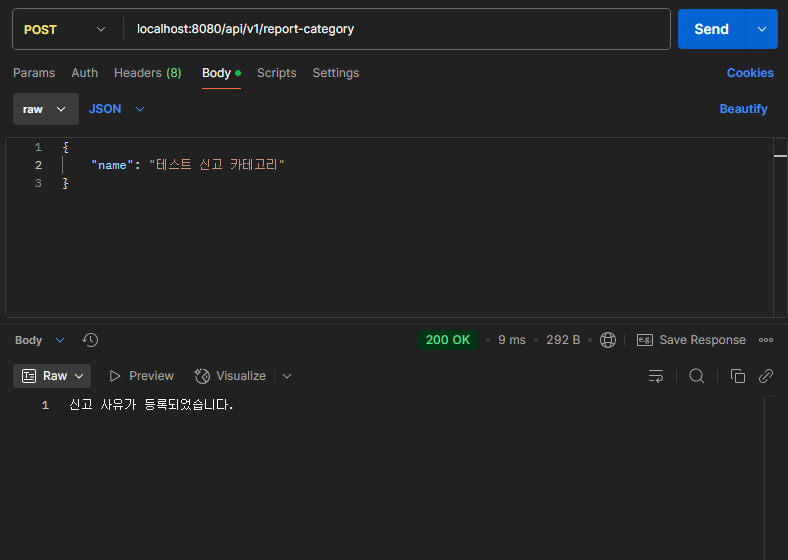 POST localhost:8080/api/v1/report-category Send
Params Auth Headers (8) Body Scripts Settings Cookies
raw JSON Beautify
1 {
2 "name": "테스트 신고 카테고리"
3 }
Body 200 OK 9 ms 292 B e.g. Save Response
Raw Preview Visualize
1 신고 사유가 등록되었습니다.